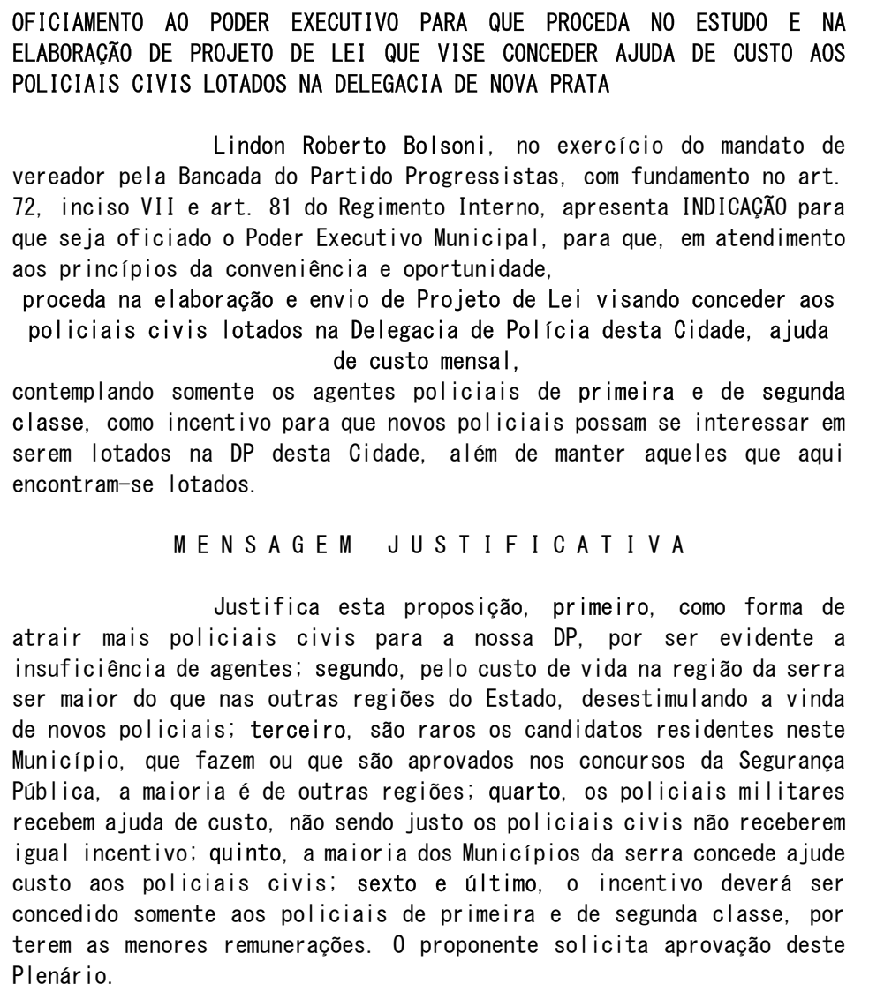 OFICIAMENTO AO PODER EXECUTIVO PARA QUE PROCEDA NO ESTUDO E NA
ELABORAÇÃO DE PROJETO DE LEI QUE VISE CONCEDER AJUDA DE CUSTO AOS
POLICIAIS CIVIS LOTADOS NA DELEGACIA DE NOVA PRATA
Lindon Roberto Bolsoni, no exercício do mandato de
vereador pela Bancada do Partido Progressistas, com fundamento no art.
72, inciso VII e art. 81 do Regimento Interno, apresenta INDICAÇÃO para
que seja oficiado o Poder Executivo Municipal, para que, em atendimento
aos princípios da conveniência e oportunidade,
proceda na elaboração e envio de Projeto de Lei visando conceder aos
policiais civis lotados na Delegacia de Polícia desta Cidade, ajuda
de custo mensal,
contemplando somente os agentes policiais de primeira e de segunda
classe, como incentivo para que novos policiais possam se interessar em
serem lotados na DP desta Cidade, além de manter aqueles que aqui
encontram-se lotados.
M E N S A G E M J U S T I F I C A T I V A
Justifica esta proposição, primeiro, como forma de
atrair mais policiais civis para a nossa DP, por ser evidente a
insuficiência de agentes; segundo, pelo custo de vida na região da serra
ser maior do que nas outras regiões do Estado, desestimulando a vinda
de novos policiais; terceiro, são raros os candidatos residentes neste
Município, que fazem ou que são aprovados nos concursos da Segurança
Pública, a maioria é de outras regiões; quarto, os policiais militares
recebem ajuda de custo, não sendo justo os policiais civis não receberem
igual incentivo; quinto, a maioria dos Municípios da serra concede ajude
custo aos policiais civis; sexto e último, o incentivo deverá ser
concedido somente aos policiais de primeira e de segunda classe, por
terem as menores remunerações. O proponente solicita aprovação deste
Plenário.